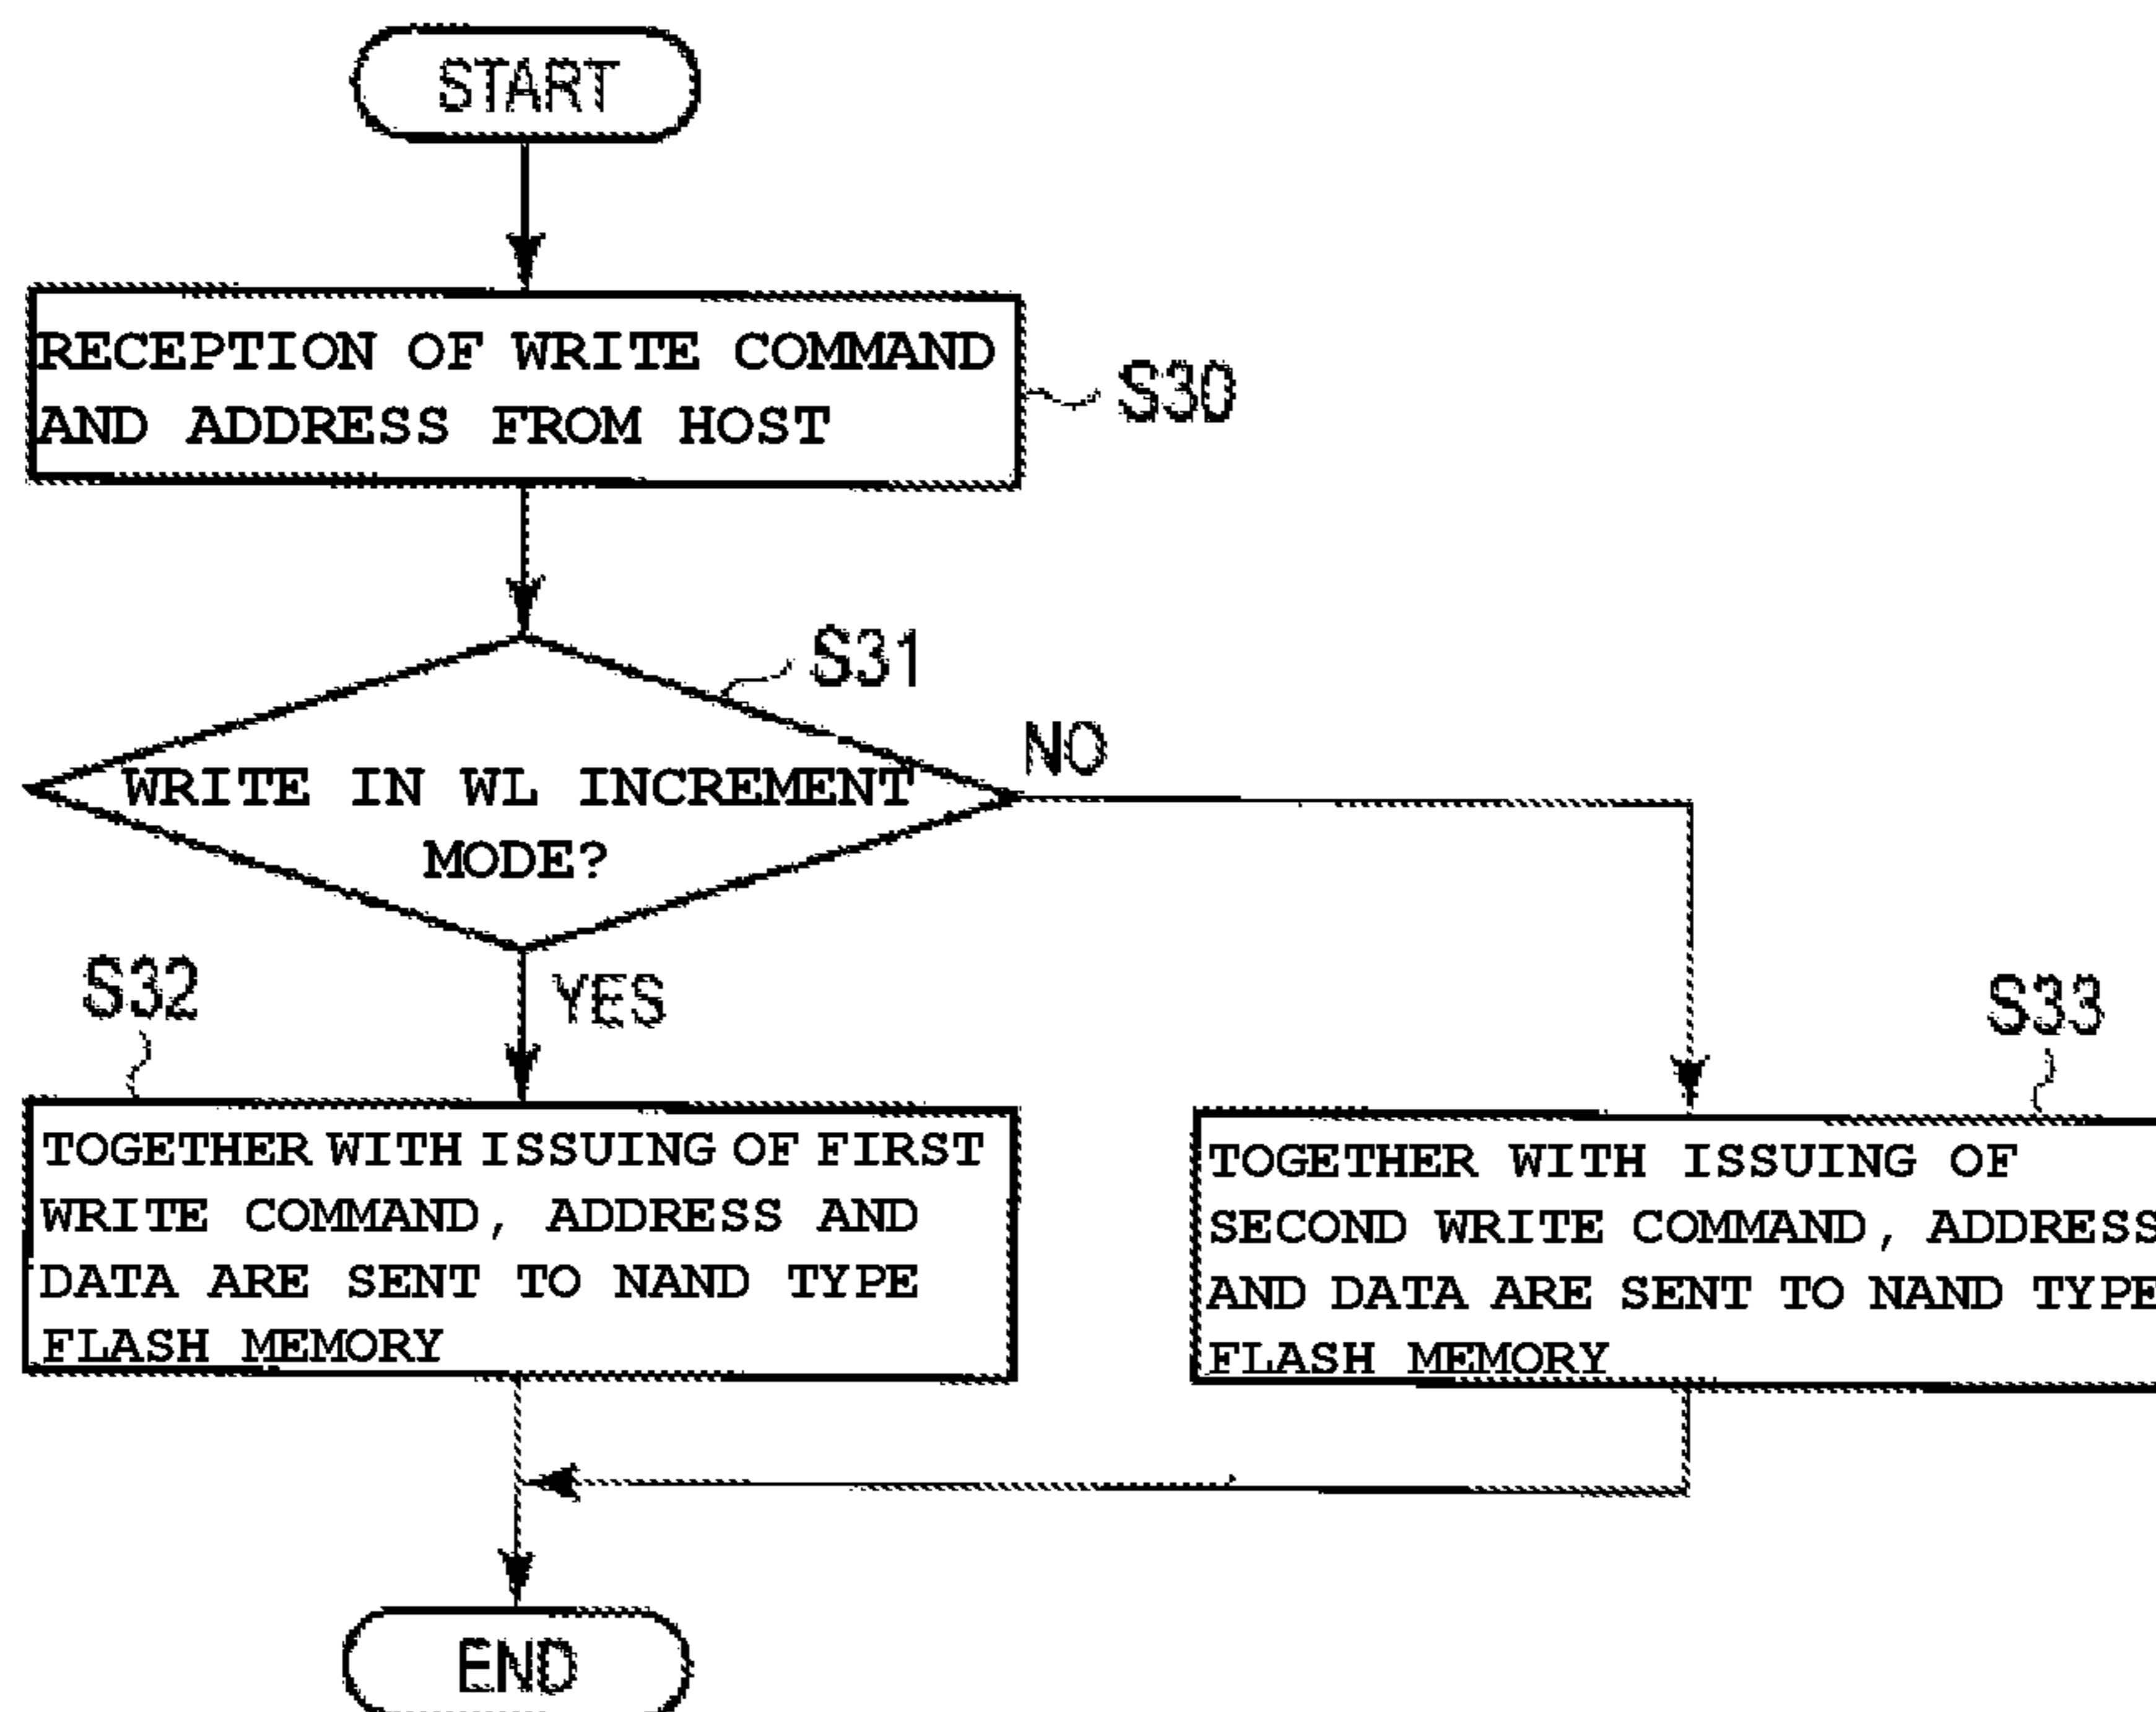 START
RECEPTION OF WRITE COMMAND
AND ADDRESS FROM HOST
S30
S31
WRITE IN WL INCREMENT
MODE?
NO
YES
S32
TOGETHER WITH ISSUING OF FIRST
WRITE COMMAND, ADDRESS AND
DATA ARE SENT TO NAND TYPE
FLASH MEMORY
S33
TOGETHER WITH ISSUING OF
SECOND WRITE COMMAND, ADDRESS
AND DATA ARE SENT TO NAND TYPE
FLASH MEMORY
END